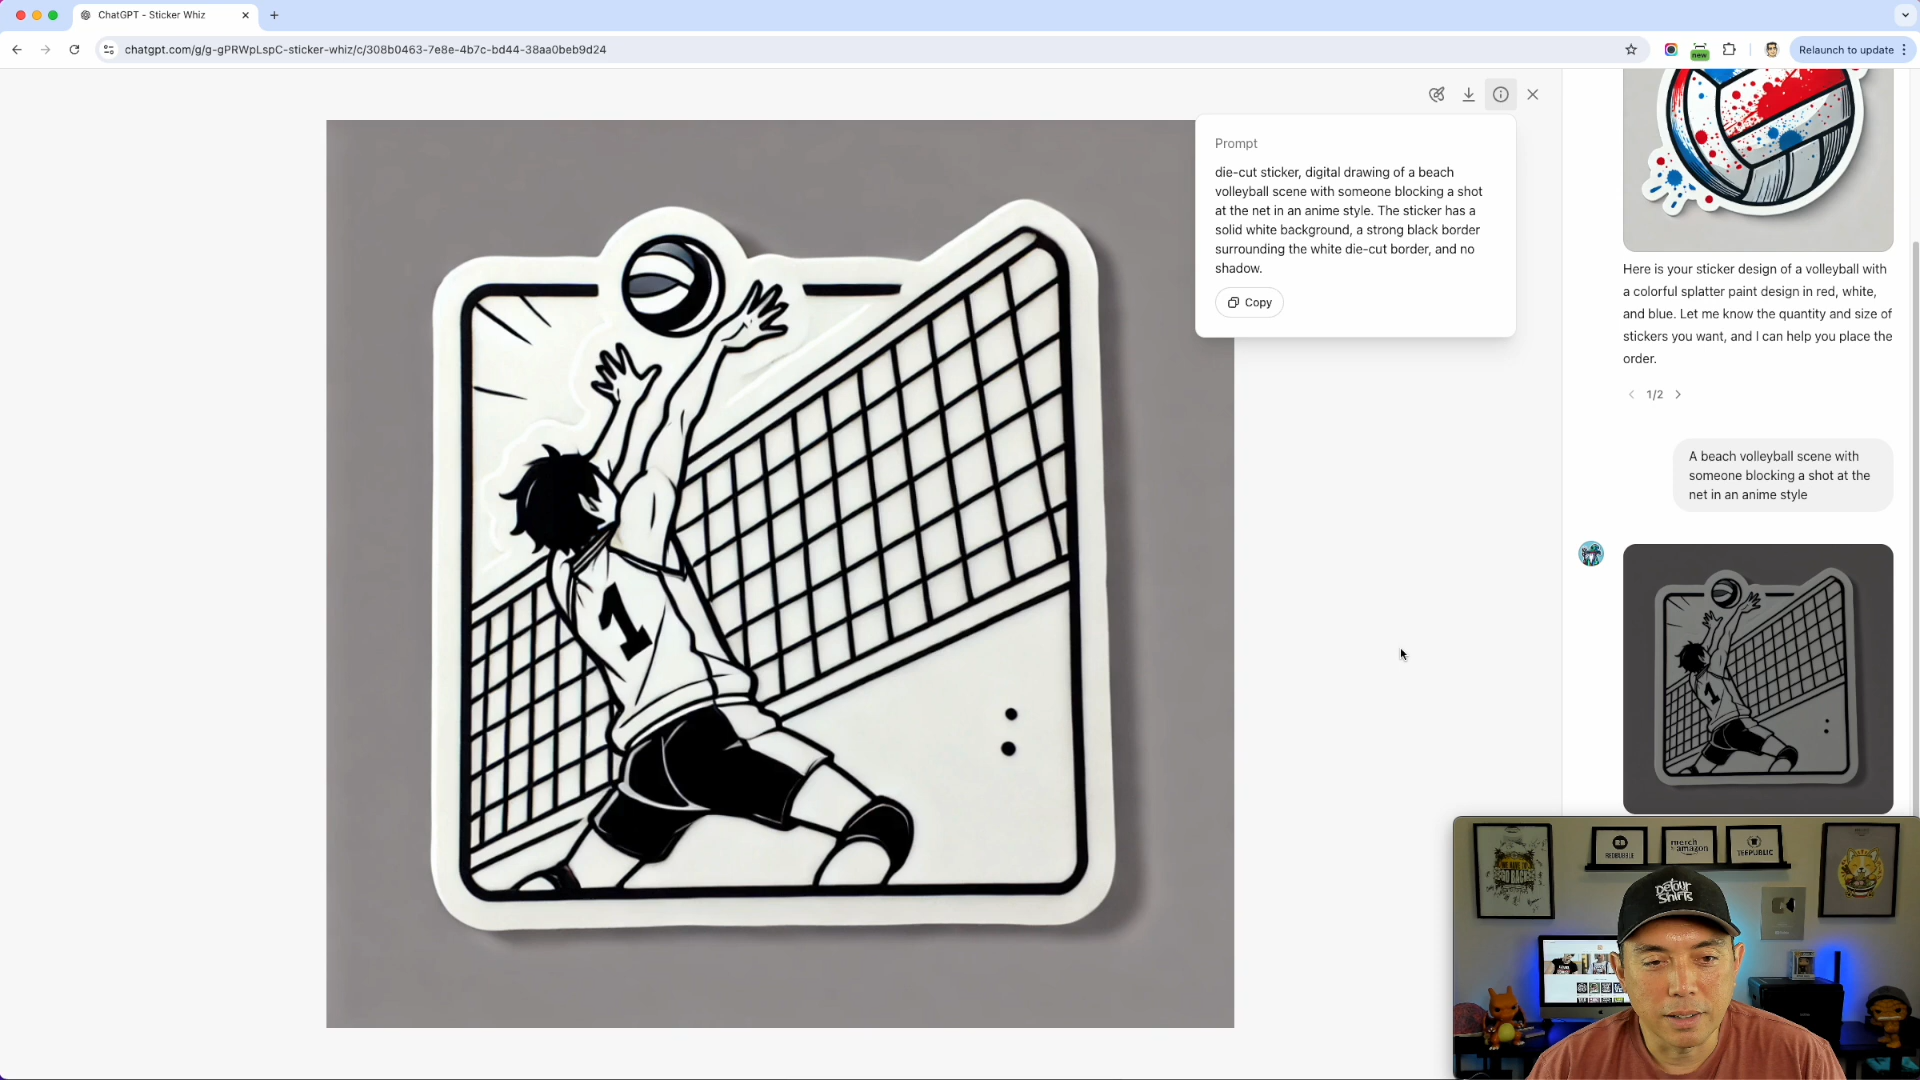 ChatGPT - Sticker Whiz
chatgpt.com/g/g-gPRWpLspC-sticker-whiz/c/308b0463-7e8e-4b7c-bd44-38aa0beb9d24
new
Relaunch to update
Prompt
die-cut sticker, digital drawing of a beach
volleyball scene with someone blocking a shot
at the net in an anime style. The sticker has a
solid white background, a strong black border
surrounding the white die-cut border, and no
shadow.
Copy
1
Here is your sticker design of a volleyball with
a colorful splatter paint design in red, white,
and blue. Let me know the quantity and size of
stickers you want, and I can help you place the
order.
1/2
A beach volleyball scene with
someone blocking a shot at the
net in an anime style
1
REDBUBBLE
merch
amazon
TEEPUBLIC
DETOUR
SHIRTS